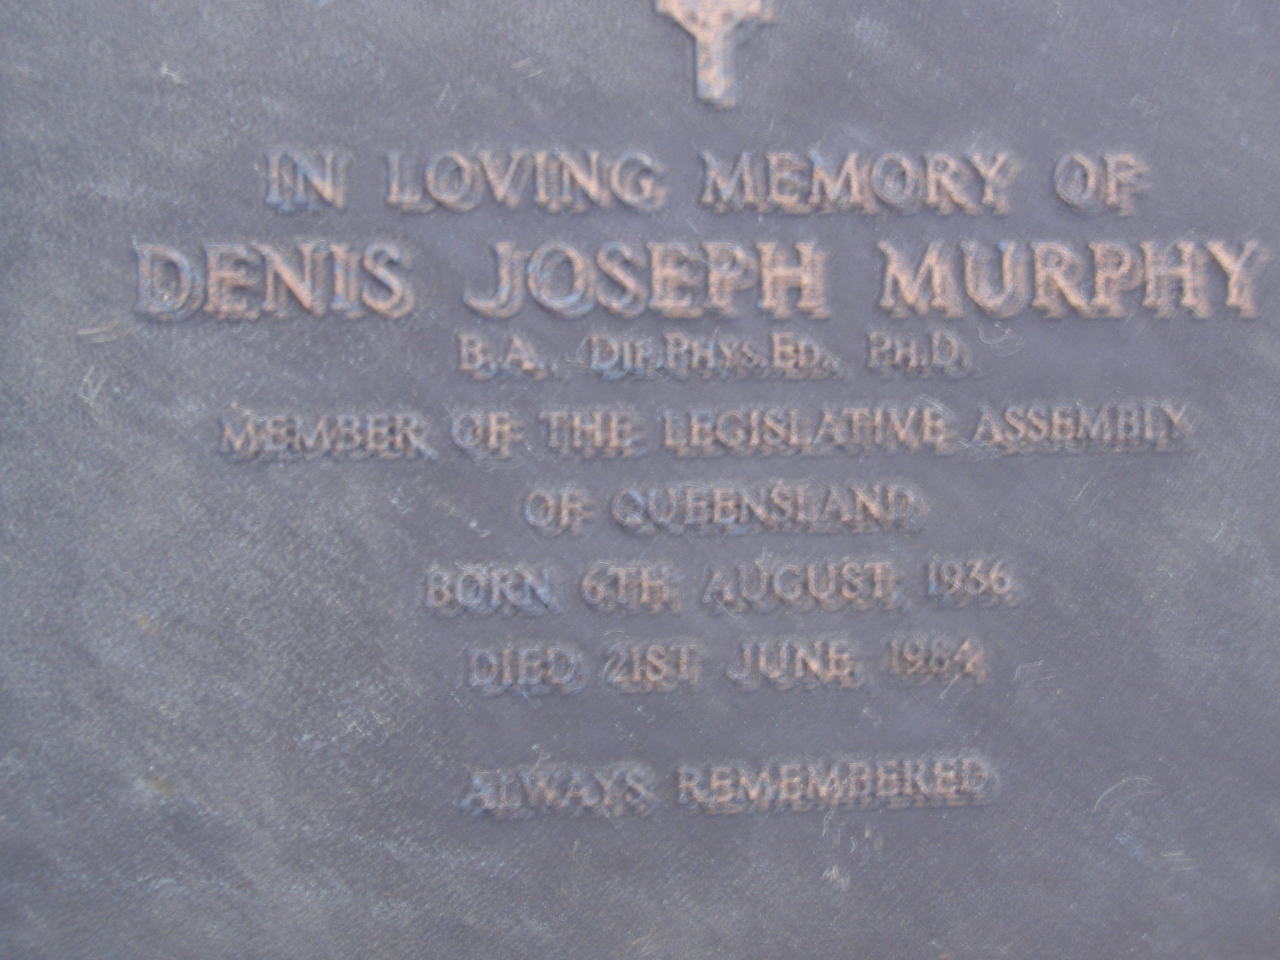 IN LOVING MEMORY OF
DENIS JOSEPH MURPHY
B.A., DIP.PHYS.ED., PH.D.
MEMBER OF THE LEGISLATIVE ASSEMBLY
OF QUEENSLAND
BORN 6TH AUGUST, 1936
DIED 21ST JUNE, 1984
ALWAYS REMEMBERED